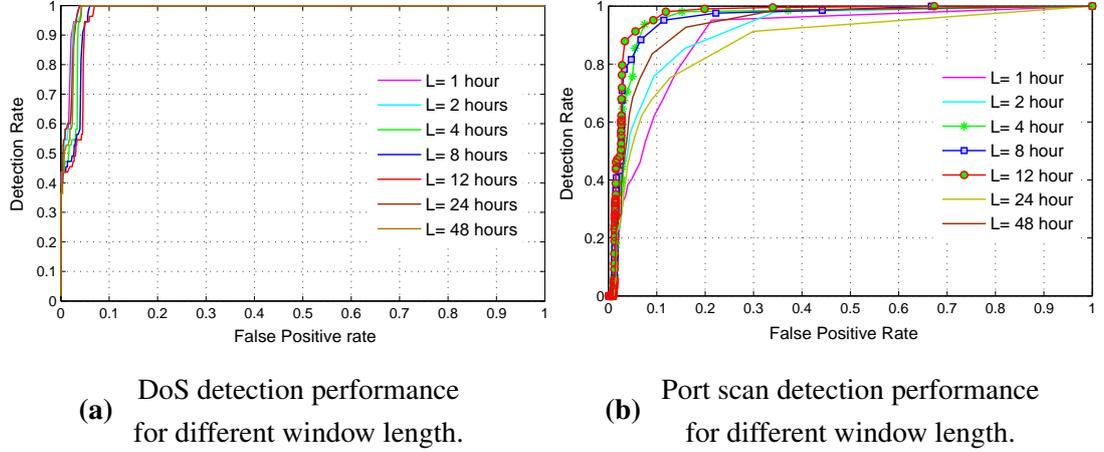 1
0.9
0.8
0.7
0.6
0.5
0.4
0.3
0.2
0.1
0
Detection Rate
L= 1 hour
L= 2 hours
L= 4 hours
L= 8 hours
L= 12 hours
L= 24 hours
L= 48 hours
0 0.1 0.2 0.3 0.4 0.5 0.6 0.7 0.8 0.9 1
False Positive rate
(a) DoS detection performance
for different window length.
1
0.8
0.6
0.4
0.2
0
Detection Rate
L= 1 hour
L= 2 hour
L= 4 hour
L= 8 hour
L= 12 hour
L= 24 hour
L= 48 hour
0 0.1 0.2 0.3 0.4 0.5 0.6 0.7 0.8 0.9 1
False Positive Rate
(b) Port scan detection performance
for different window length.